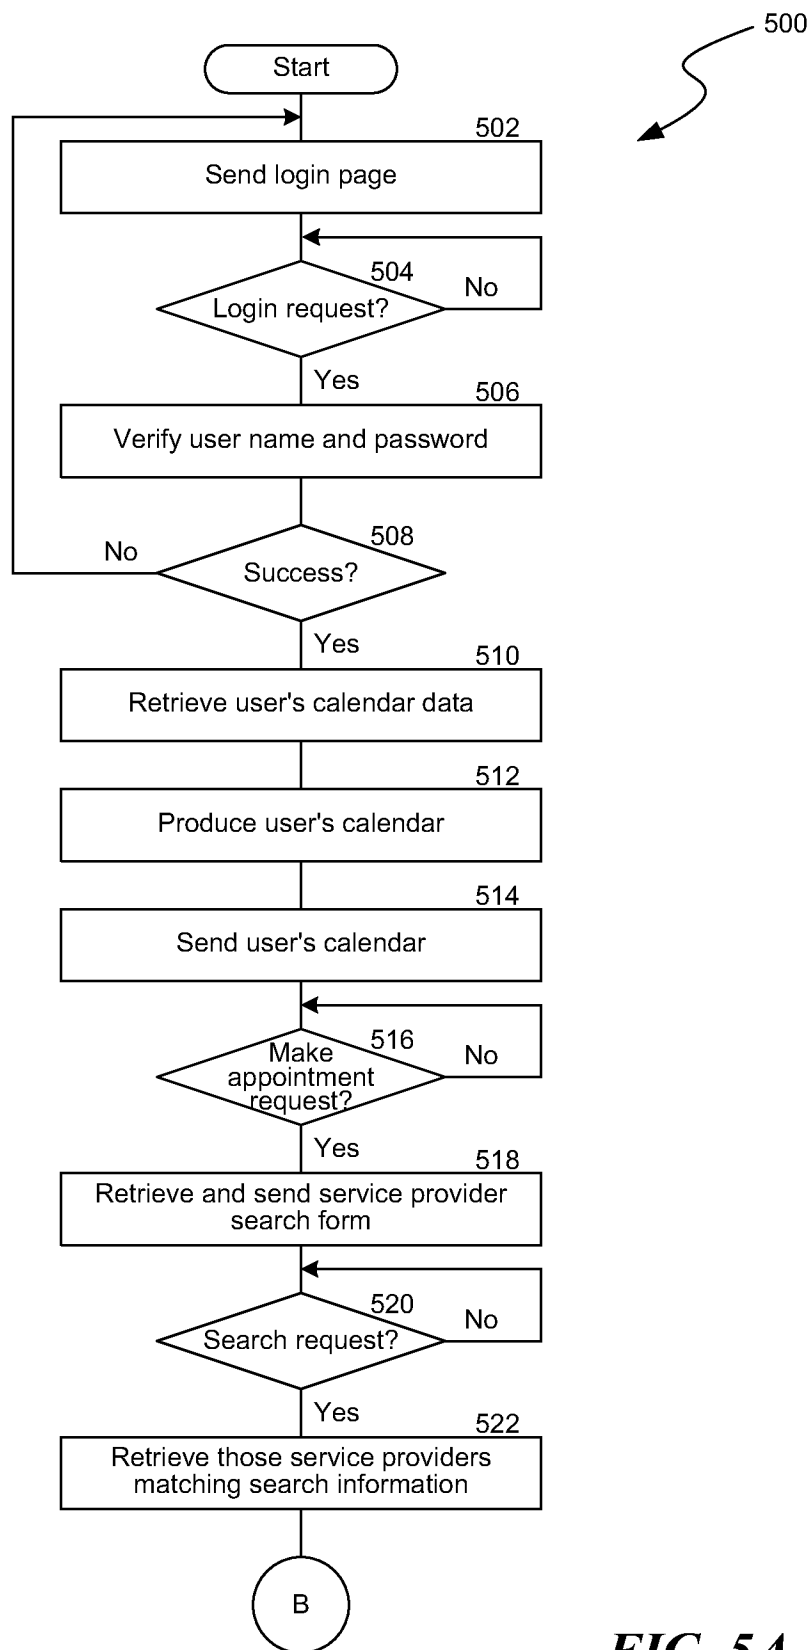 500
Start
502
Send login page
504
Login request?
No
Yes
506
Verify user name and password
508
Success?
No
Yes
510
Retrieve user's calendar data
512
Produce user's calendar
514
Send user's calendar
516
Make
appointment
request?
No
Yes
518
Retrieve and send service provider
search form
520
Search request?
No
Yes
522
Retrieve those service providers
matching search information
B
FIG. 5A